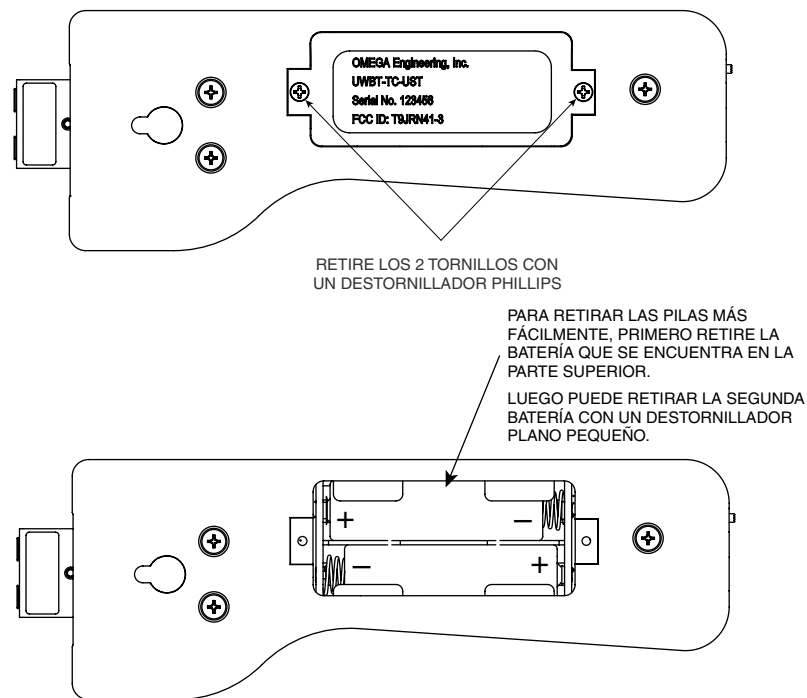 OMEGA Engineering, Inc.
UWBT-TC-UST
Serial No. 123456
FCC ID: T9JRN41-3
RETIRE LOS 2 TORNILLOS CON
UN DESTORNILLADOR PHILLIPS
PARA RETIRAR LAS PILAS MÁS
FÁCILMENTE, PRIMERO RETIRE LA
BATERÍA QUE SE ENCUENTRA EN LA
PARTE SUPERIOR.
LUEGO PUEDE RETIRAR LA SEGUNDA
BATERÍA CON UN DESTORNILLADOR
PLANO PEQUEÑO.
+ −
− +